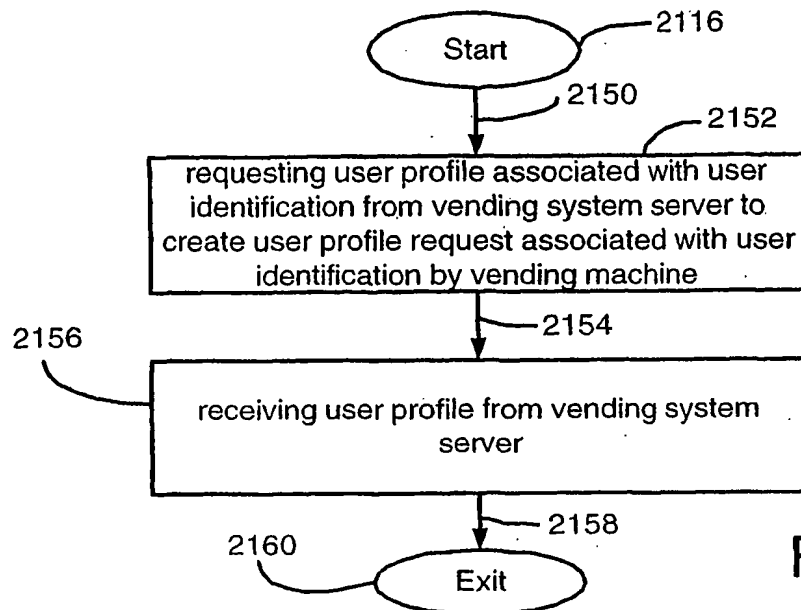 Start
2116
2150
2152
requesting user profile associated with user
identification from vending system server to
create user profile request associated with user
identification by vending machine
2154
2156
receiving user profile from vending system
server
2158
2160
Exit
F